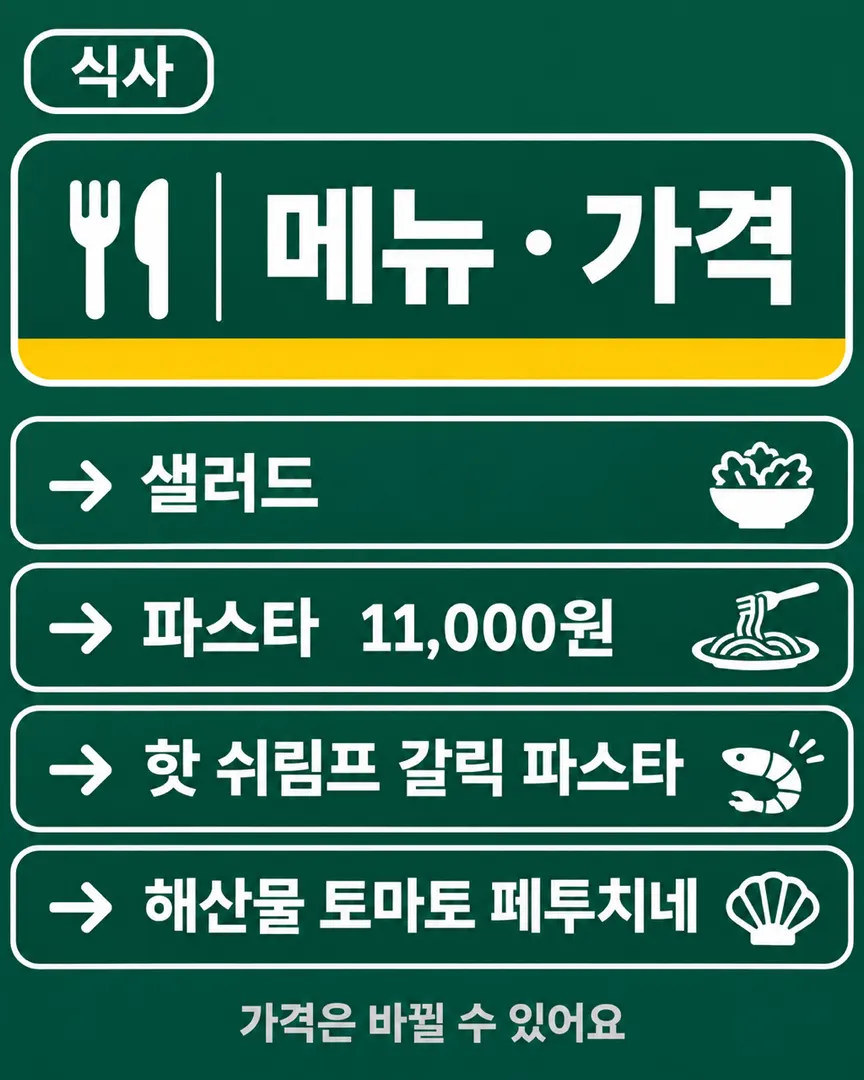 식사
메뉴·가격
→ 샐러드
→ 파스타 11,000원
→ 핫 쉬림프 갈릭 파스타
→ 해산물 토마토 페투치네
가격은 바뀔 수 있어요